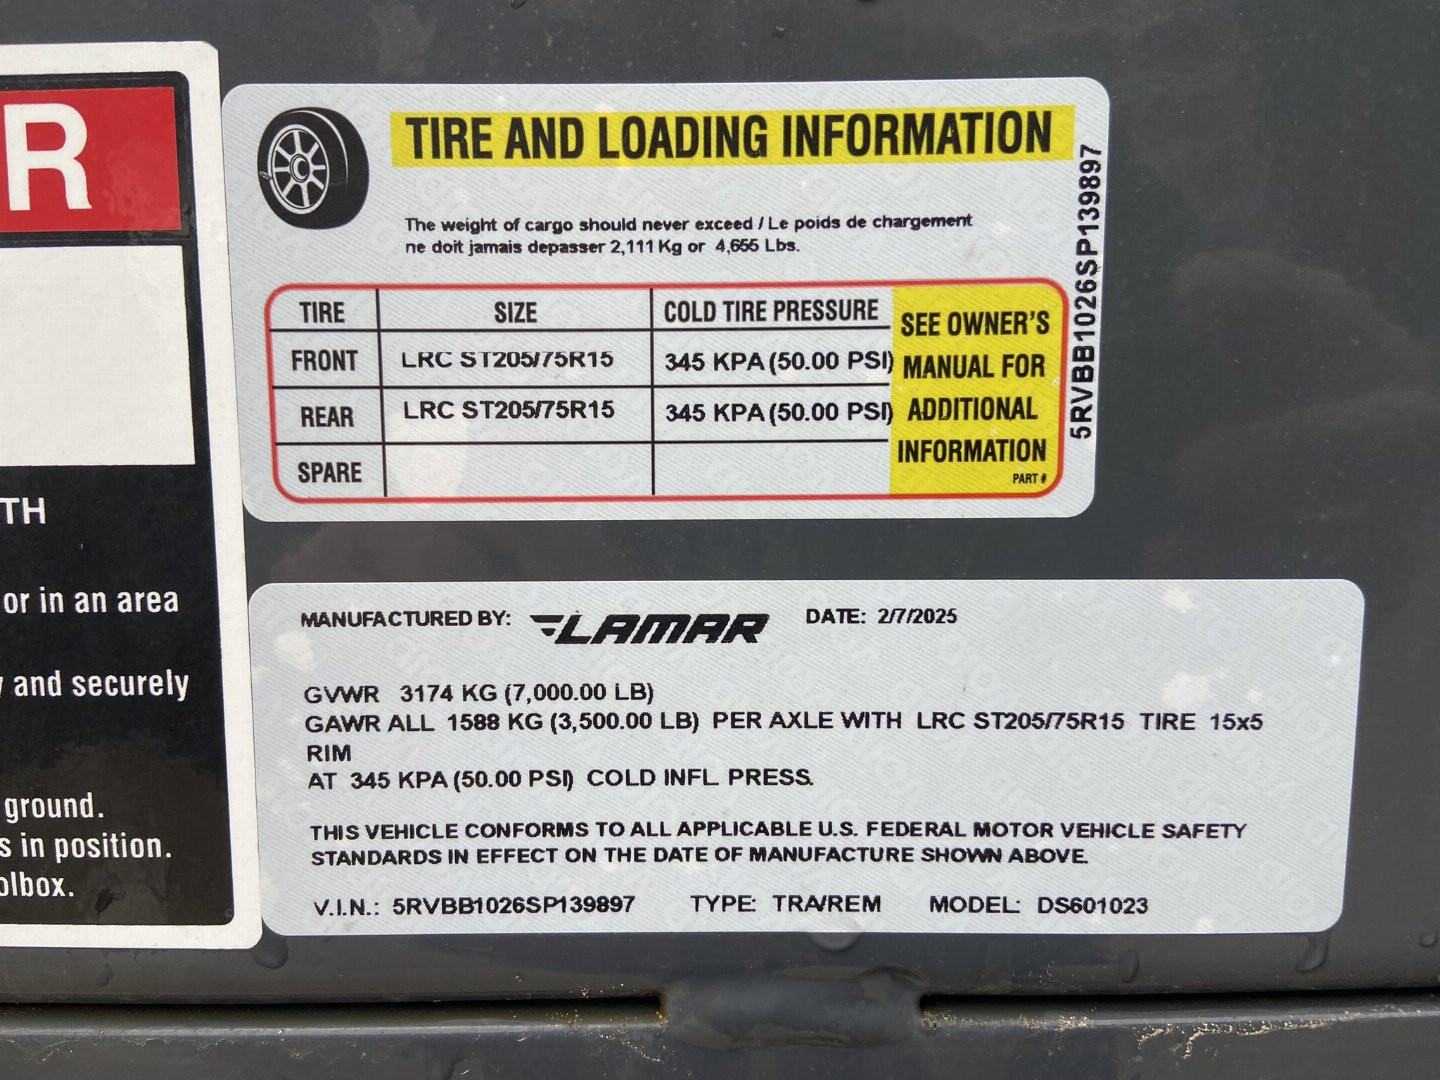 R
TH
or in an area
and securely
ground.
s in position.
olbox.
TIRE AND LOADING INFORMATION
The weight of cargo should never exceed / Le poids de chargement
ne doit jamais depasser 2,111 Kg or 4,655 Lbs.
TIRE SIZE COLD TIRE PRESSURE
FRONT LRC ST205/75R15 345 KPA (50.00 PSI)
REAR LRC ST205/75R15 345 KPA (50.00 PSI)
SPARE
SEE OWNER'S
MANUAL FOR
ADDITIONAL
INFORMATION
PART #
5RVBB1026SP139897
MANUFACTURED BY: LAMAR DATE: 2/7/2025
GVWR 3174 KG (7,000.00 LB)
GAWR ALL 1588 KG (3,500.00 LB) PER AXLE WITH LRC ST205/75R15 TIRE 15x5
RIM
AT 345 KPA (50.00 PSI) COLD INFL. PRESS.
THIS VEHICLE CONFORMS TO ALL APPLICABLE U.S. FEDERAL MOTOR VEHICLE SAFETY
STANDARDS IN EFFECT ON THE DATE OF MANUFACTURE SHOWN ABOVE.
V.I.N.: 5RVBB1026SP139897 TYPE: TRA/REM MODEL: DS601023